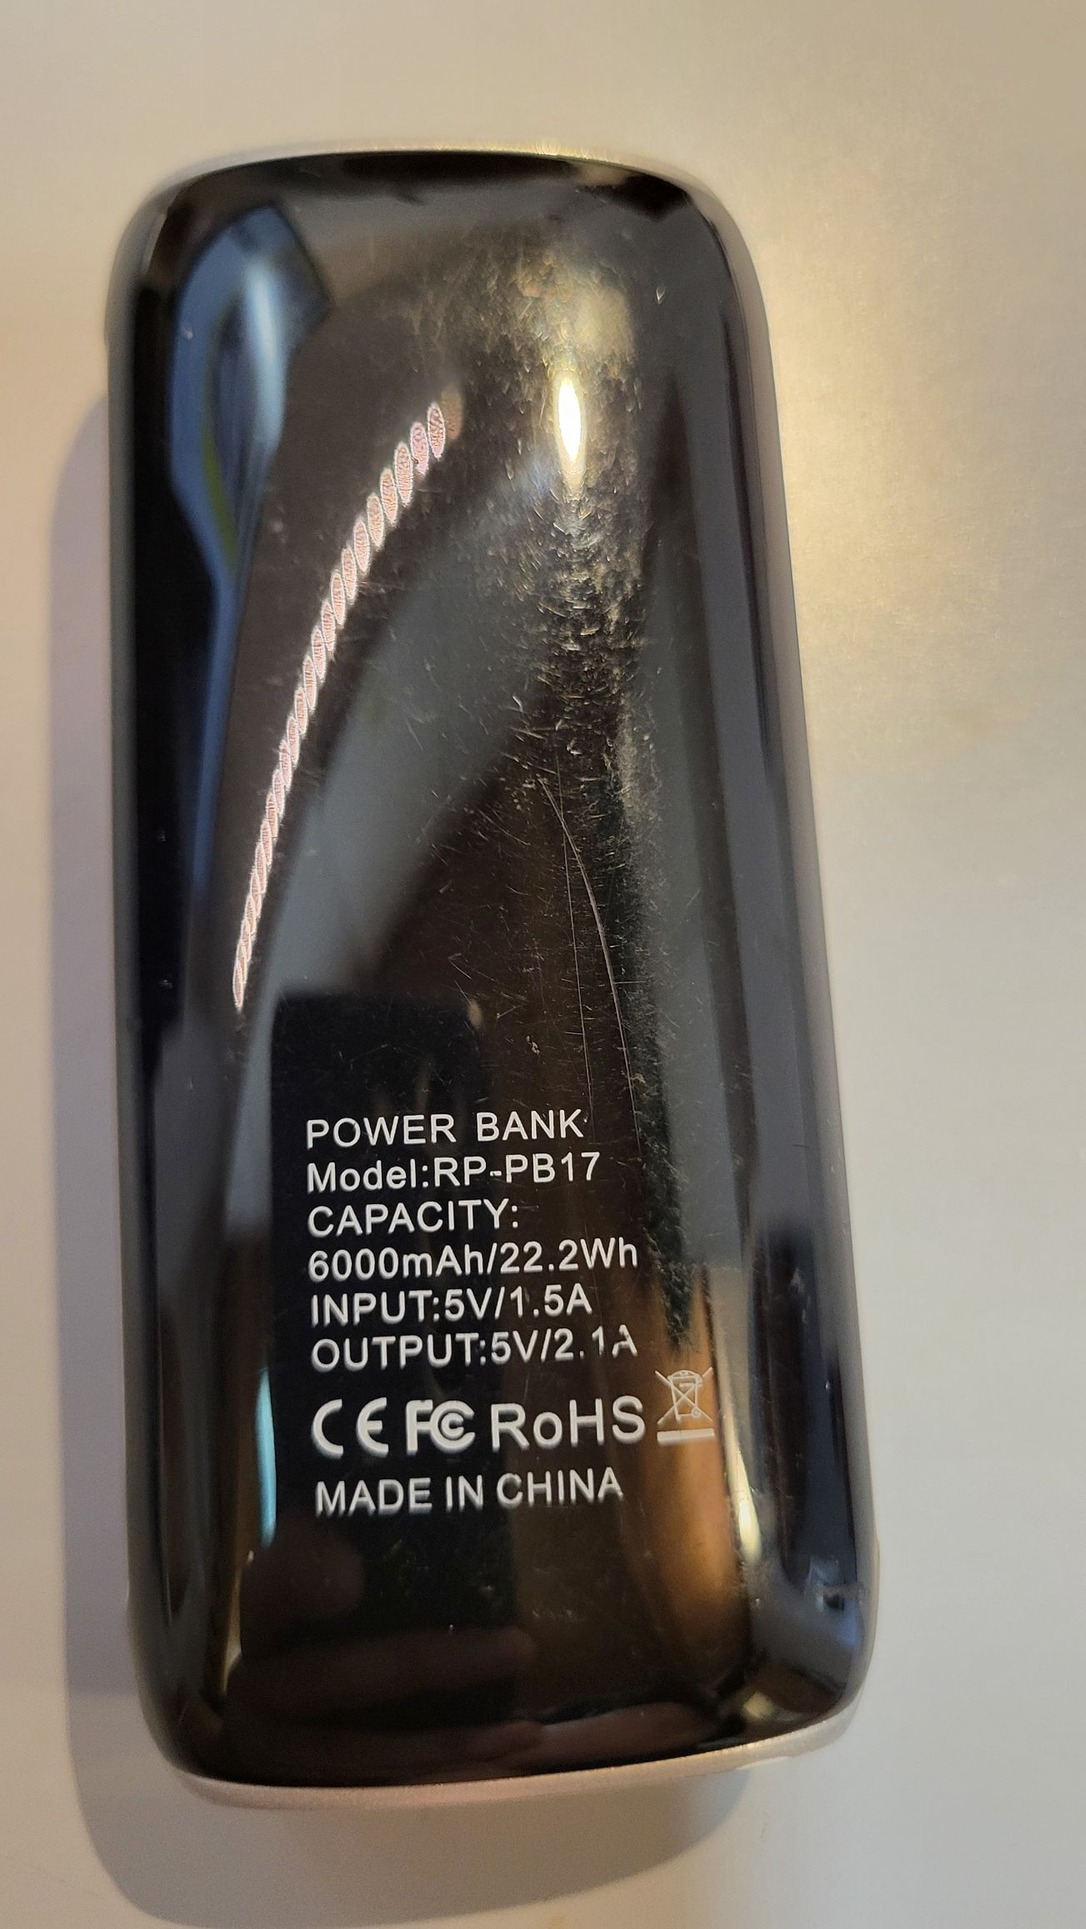 POWER BANK
Model:RP-PB17
CAPACITY:
6000mAh/22.2Wh
INPUT:5V/1.5A
OUTPUT:5V/2.1A
CE FC RoHS
MADE IN CHINA